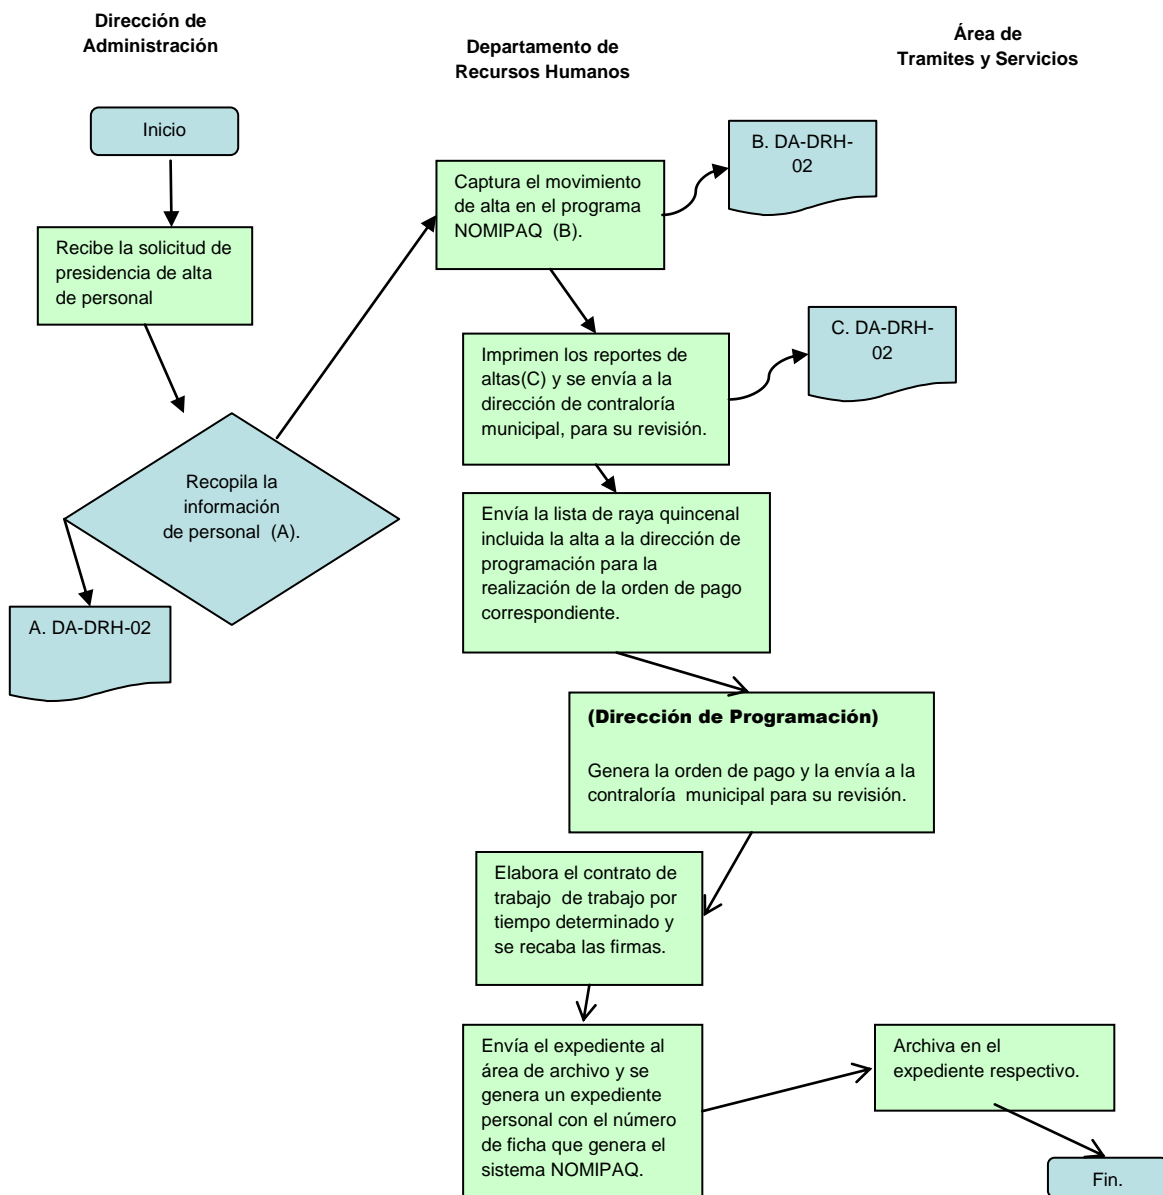 Dirección de
Administración
Departamento de
Recursos Humanos
Área de
Tramites y Servicios
Inicio
Recibe la solicitud de
presidencia de alta
de personal
Recopila la
información
de personal (A).
A. DA-DRH-02
Captura el movimiento
de alta en el programa
NOMIPAQ (B).
B. DA-DRH-
02
Imprimen los reportes de
altas(C) y se envía a la
dirección de contraloría
municipal, para su revisión.
C. DA-DRH-
02
Envía la lista de raya quincenal
incluida la alta a la dirección de
programación para la
realización de la orden de pago
correspondiente.
(Dirección de Programación)
Genera la orden de pago y la envía a la
contraloría municipal para su revisión.
Elabora el contrato de
trabajo de trabajo por
tiempo determinado y
se recaba las firmas.
Envía el expediente al
área de archivo y se
genera un expediente
personal con el número
de ficha que genera el
sistema NOMIPAQ.
Archiva en el
expediente respectivo.
Fin.